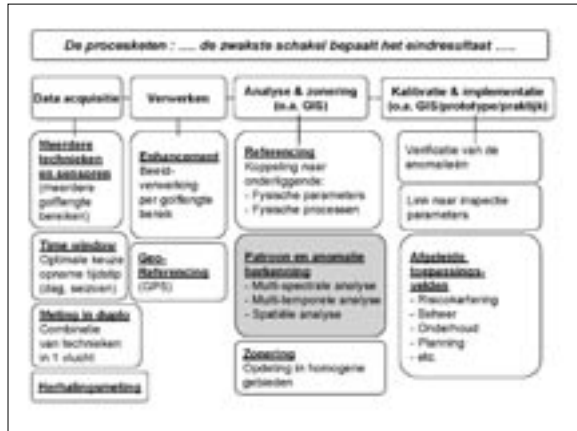 De procesketen : ..... de zwakste schakel bepaalt het eindresultaat .....
Data acquisitie
Meerdere
technieken
en sensoren
(meerdere
golflengte
bereiken)
Time window
Optimale keuze
opname tijdstip
(dag, seizoen)
Meting in duplo
Combinatie
van technieken
in 1 vlucht
Herhalingsmeting
Verwerken
Enhancement
Beeld-
verwerking
per golflengte
bereik
Geo-
Referencing
(GPS)
Analyse & zonering
(o.a. GIS)
Referencing
Koppeling naar
onderliggende:
- Fysische parameters
- Fysische processen
Patroon en anomalie
herkenning
- Multi-spectrale analyse
- Multi-temporele analyse
- Spatiële analyse
Zonering
Opdeling in homogene
gebieden
Kalibratie & implementatie
(o.a. GIS/prototype/praktijk)
Verificatie van de
anomalieën
Link naar inspectie
parameters
Afgeleide
toepassings-
velden
- Risicokartering
- Beheer
- Onderhoud
- Planning
- etc.